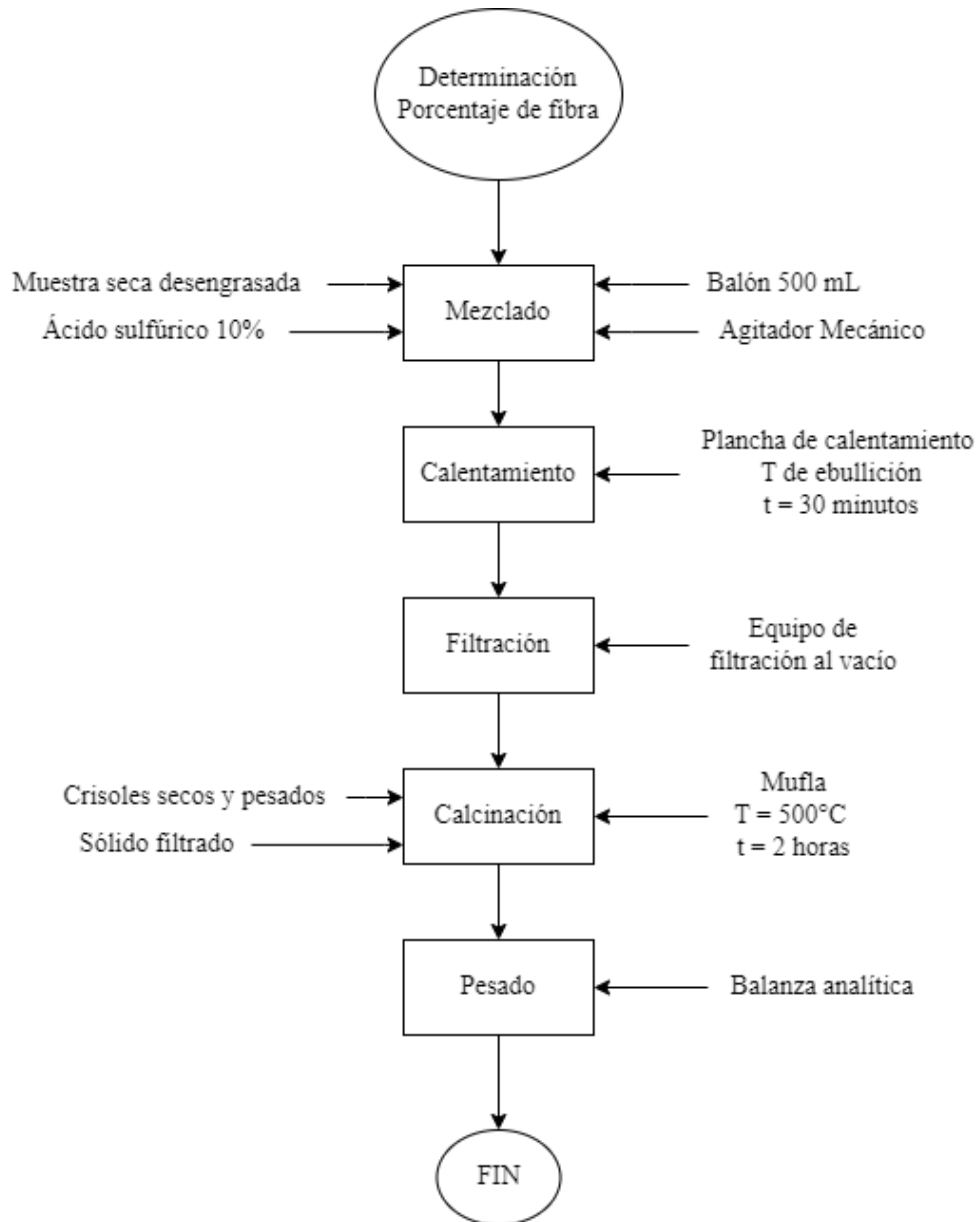 Determinación
Porcentaje de fibra
Muestra seca desengrasada
Ácido sulfúrico 10%
Mezclado
Balón 500 mL
Agitador Mecánico
Calentamiento
Plancha de calentamiento
T de ebullición
t = 30 minutos
Filtración
Equipo de
filtración al vacío
Crisoles secos y pesados
Sólido filtrado
Calcinación
Mufla
T = 500°C
t = 2 horas
Pesado
Balanza analítica
FIN